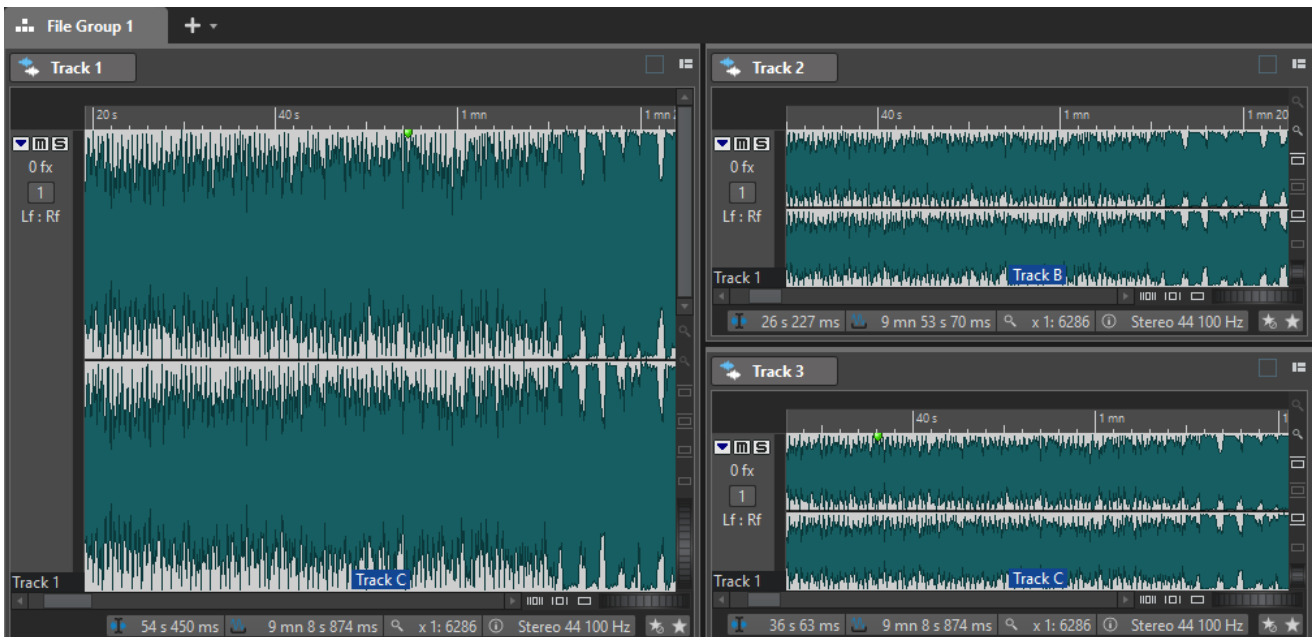 File Group 1
Track 1
20 s 40 s 1 mn 1 mn
0 fx
1
Lf : Rf
Track 1
Track C
54 s 450 ms 9 mn 8 s 874 ms x 1: 6286 Stereo 44 100 Hz
Track 2
40 s 1 mn 1 mn 20
M S
0 fx
1
Lf : Rf
Track 1
Track B
26 s 227 ms 9 mn 53 s 70 ms x 1: 6286 Stereo 44 100 Hz
Track 3
40 s 1 mn 1
M S
0 fx
1
Lf : Rf
Track 1
Track C
36 s 63 ms 9 mn 8 s 874 ms x 1: 6286 Stereo 44 100 Hz